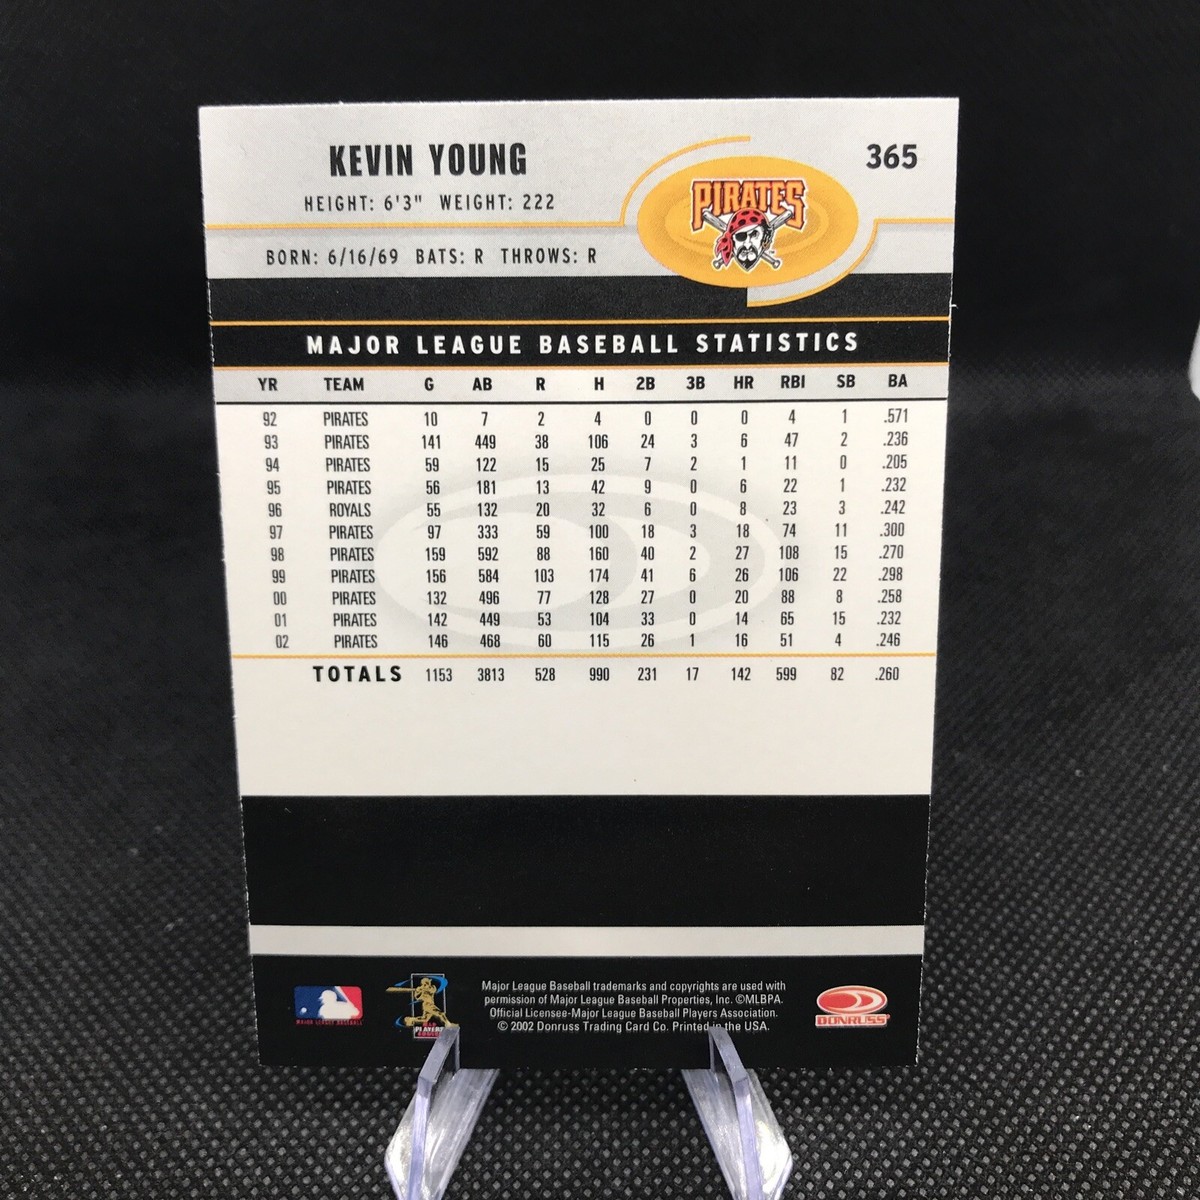 KEVIN YOUNG
365
PIRATES
HEIGHT: 6'3" WEIGHT: 222
BORN: 6/16/69 BATS: R THROWS: R
MAJOR LEAGUE BASEBALL STATISTICS
YR TEAM G AB R H 2B 3B HR RBI SB BA
92 PIRATES 10 7 2 4 0 0 0 4 1 .571
93 PIRATES 141 449 38 106 24 3 6 47 2 .236
94 PIRATES 59 122 15 25 7 2 1 11 0 .205
95 PIRATES 56 181 13 42 9 0 6 22 1 .232
96 ROYALS 55 132 20 32 6 0 8 23 3 .242
97 PIRATES 97 333 59 100 18 3 18 74 11 .300
98 PIRATES 159 592 88 160 40 2 27 108 15 .270
99 PIRATES 156 584 103 174 41 6 26 106 22 .298
00 PIRATES 132 496 77 128 27 0 20 88 8 .258
01 PIRATES 142 449 53 104 33 0 14 65 15 .232
02 PIRATES 146 468 60 115 26 1 16 51 4 .246
TOTALS 1153 3813 528 990 231 17 142 599 82 .260
Major League Baseball trademarks and copyrights are used with
permission of Major League Baseball Properties, Inc. ©MLBPA.
Official Licensee-Major League Baseball Players Association.
© 2002 Donruss Trading Card Co. Printed in the USA.
MAJOR LEAGUE BASEBALL
PLAYERS
DONRUSS